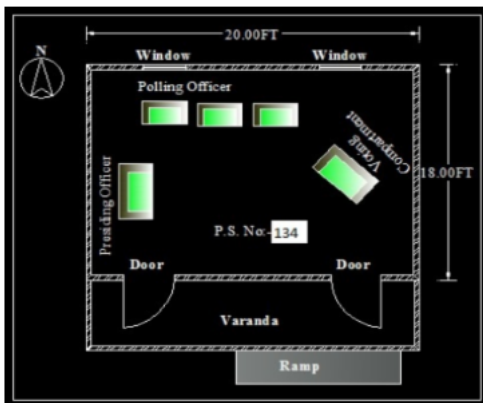 20.00FT
N
Window
Window
Polling Officer
Voting
Compartment
18.00FT
Presiding Officer
P.S. No:- 134
Door
Door
Varanda
Ramp